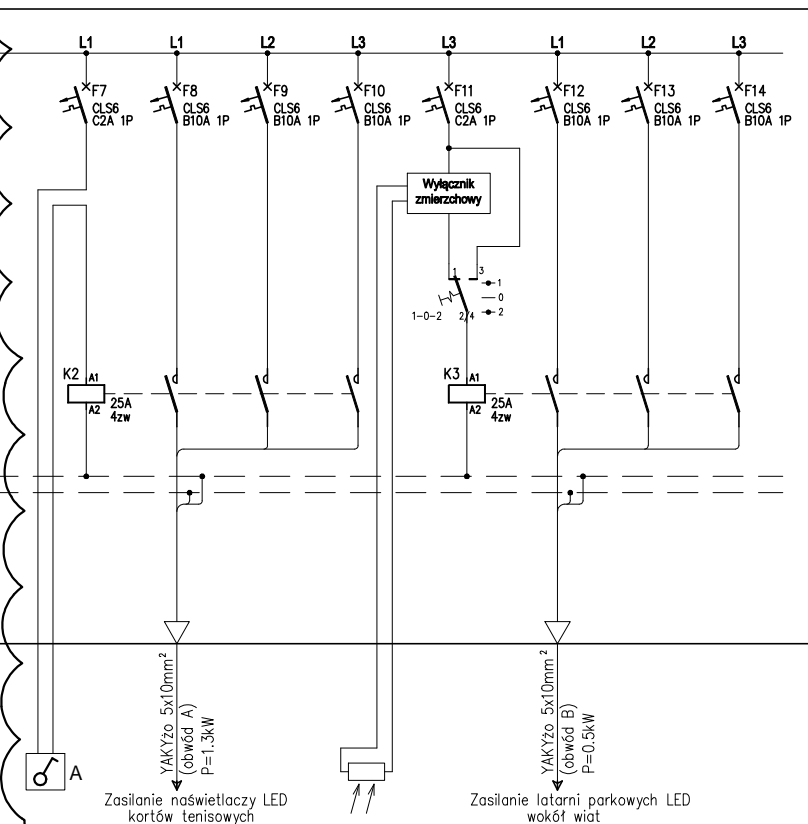 L1 L1 L2 L3 L3 L1 L2 L3
F7 F8 F9 F10 F11 F12 F13 F14
CLS6 CLS6 CLS6 CLS6 CLS6 CLS6 CLS6 CLS6
C2A 1P B10A 1P B10A 1P B10A 1P C2A 1P B10A 1P B10A 1P B10A 1P
Wyłącznik
zmierzchowy
1 3
1
0
1-0-2 2/4 2
K2 A1 K3 A1
A2 25A A2 25A
4zw 4zw
YAKYżo 5x10mm²
(obwód A)
P=1.3kW
YAKYżo 5x10mm²
(obwód B)
P=0.5kW
A
Zasilanie naświetlaczy LED
kortów tenisowych
Zasilanie latarni parkowych LED
wokół wiat